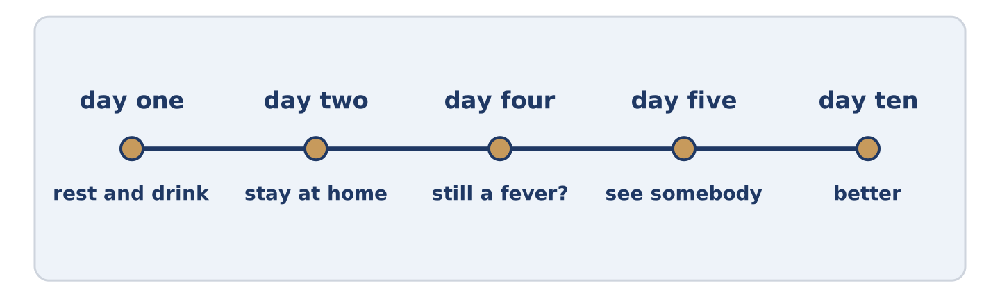 day one
day two
day four
day five
day ten
rest and drink
stay at home
still a fever?
see somebody
better